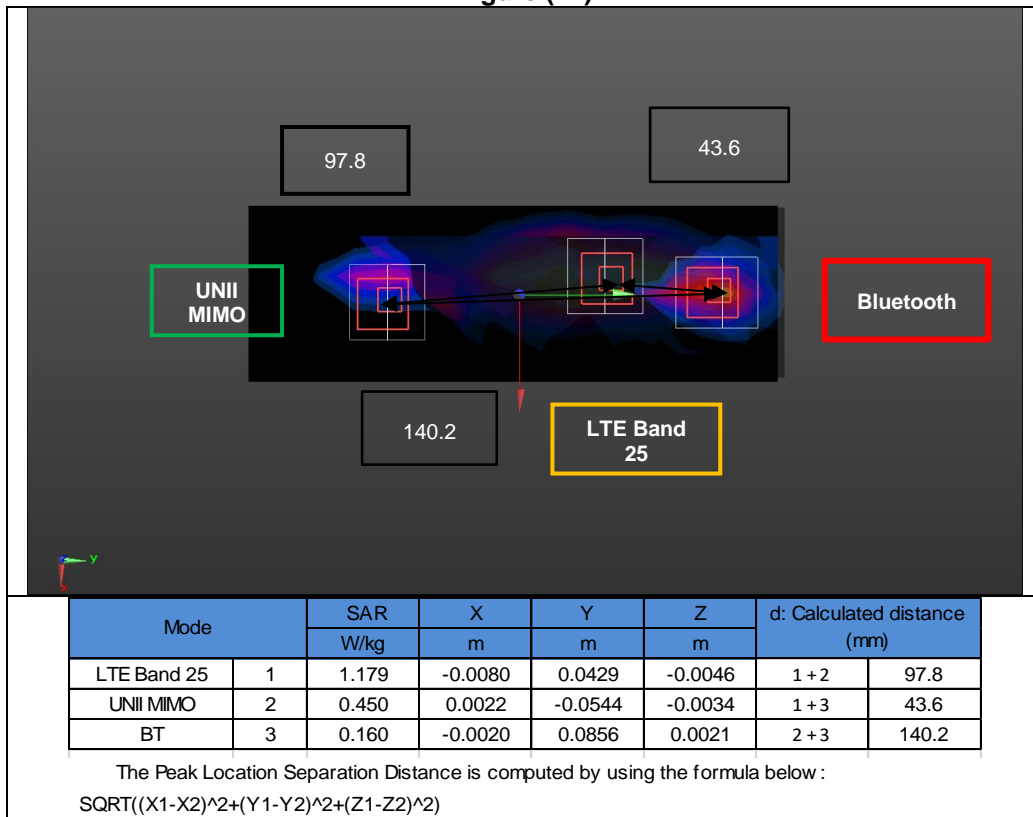 97.8
43.6
UNII
MIMO
Bluetooth
140.2
LTE Band
25
y
x
Mode SAR X Y Z d: Calculated distance
W/kg m m m (mm)
LTE Band 25 1 1.179 -0.0080 0.0429 -0.0046 1 + 2 97.8
UNII MIMO 2 0.450 0.0022 -0.0544 -0.0034 1 + 3 43.6
BT 3 0.160 -0.0020 0.0856 0.0021 2 + 3 140.2
The Peak Location Separation Distance is computed by using the formula below :
SQRT((X1-X2)^2+(Y1-Y2)^2+(Z1-Z2)^2)